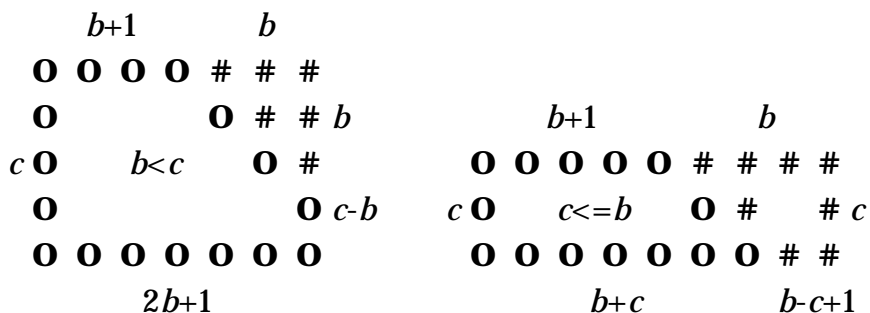 b+1 b
O O O O # # #
O O # # b
c O b<c O #
O O c-b
O O O O O O O
2b+1
b+1 b
O O O O O # # # #
c O c<=b O # # c
O O O O O O O # #
b+c b-c+1